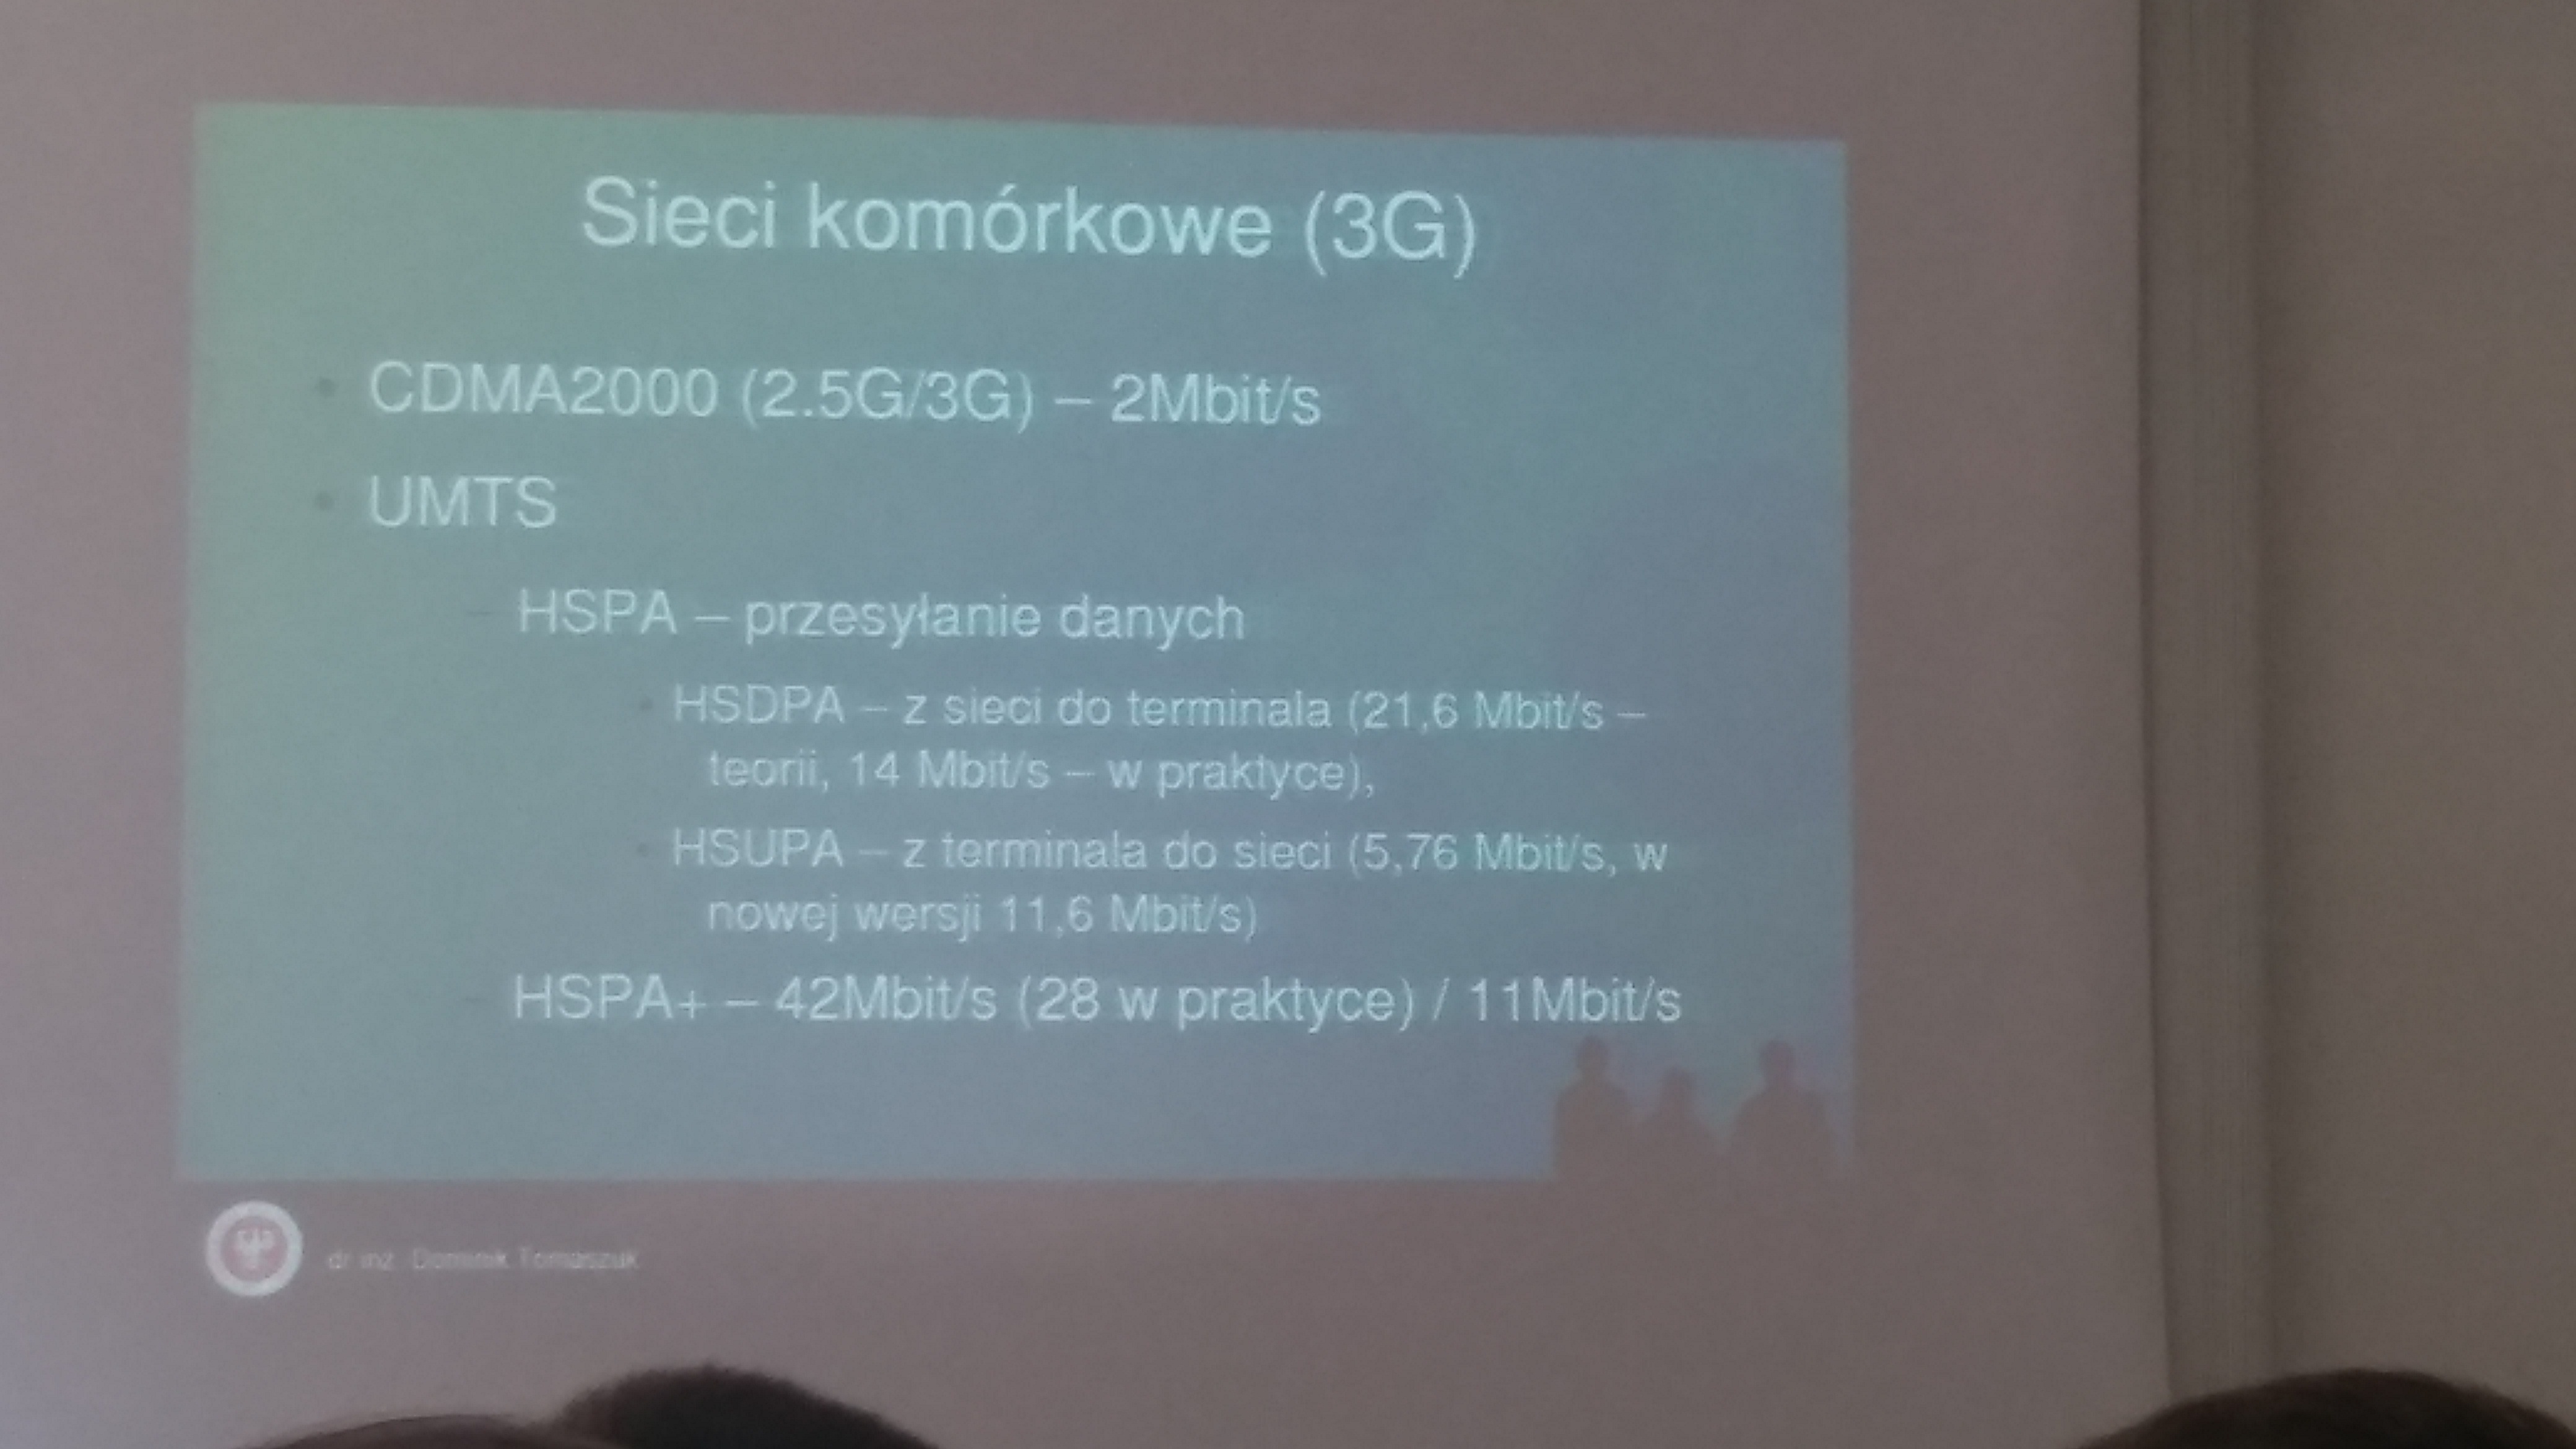 Sieci komórkowe (3G)
• CDMA2000 (2.5G/3G) – 2Mbit/s
• UMTS
– HSPA – przesyłanie danych
• HSDPA – z sieci do terminala (21,6 Mbit/s –
teorii, 14 Mbit/s – w praktyce),
• HSUPA – z terminala do sieci (5,76 Mbit/s, w
nowej wersji 11,6 Mbit/s)
– HSPA+ – 42Mbit/s (28 w praktyce) / 11Mbit/s
dr inż. Dominik Tomaszuk